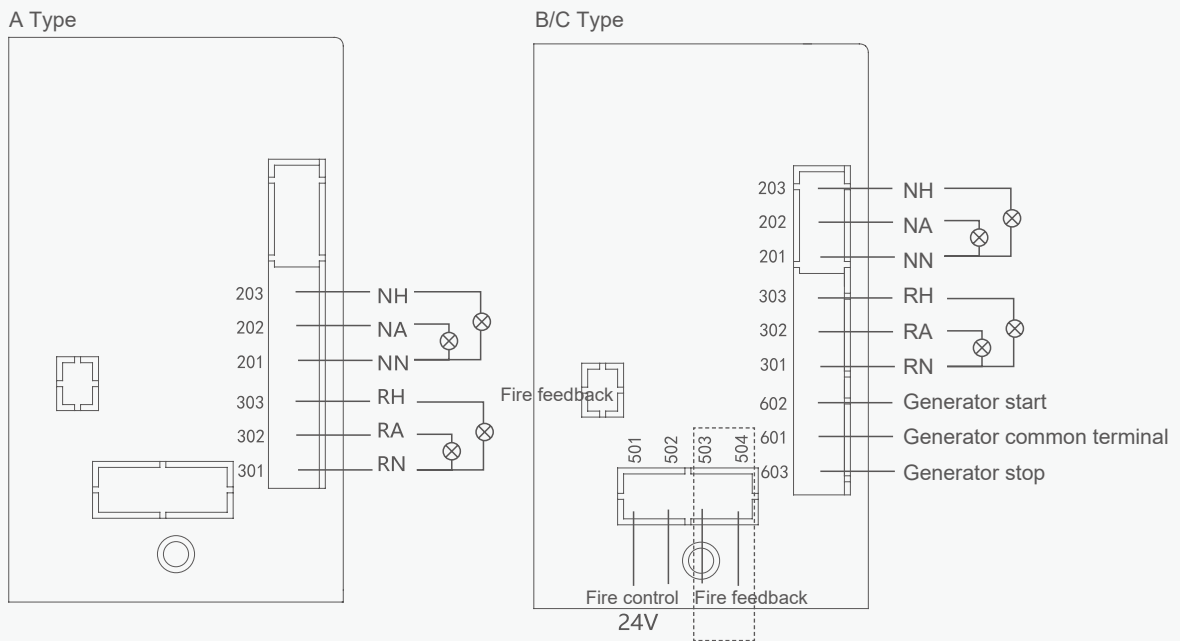 A Type
203 NH
202 NA
201 NN
303 RH
302 RA
301 RN
B/C Type
203 NH
202 NA
201 NN
303 RH
302 RA
301 RN
602 Generator start
601 Generator common terminal
603 Generator stop
Fire feedback
501 502 503 504
Fire control Fire feedback
24V